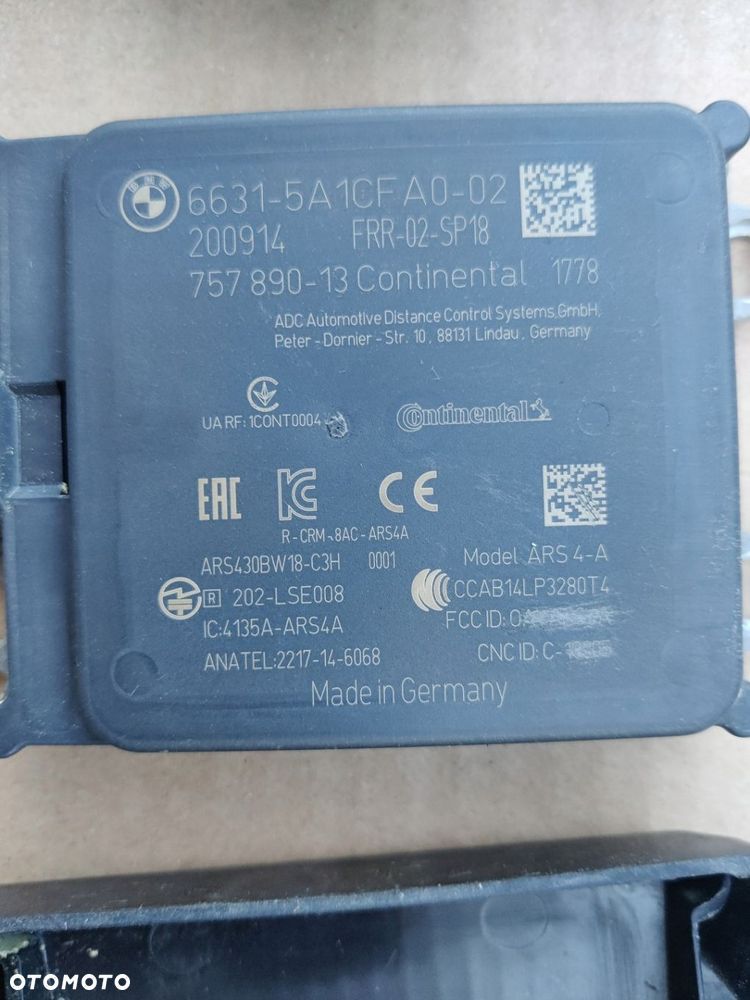 6631-5A1CFA0-02
200914 FRR-02-SP18
757 890-13 Continental 1778
ADC Automotive Distance Control Systems.GmbH,
Peter - Dornier - Str. 10, 88131 Lindau, Germany
UA RF: 1CONT0004
Continental
EAC KC CE
R-CRM-8AC-ARS4A
ARS430BW18-C3H 0001 Model ARS 4-A
R 202-LSE008 CCAB14LP3280T4
IC:4135A-ARS4A FCC ID:
ANATEL:2217-14-6068 CNC ID: C-
Made in Germany
OTOMOTO